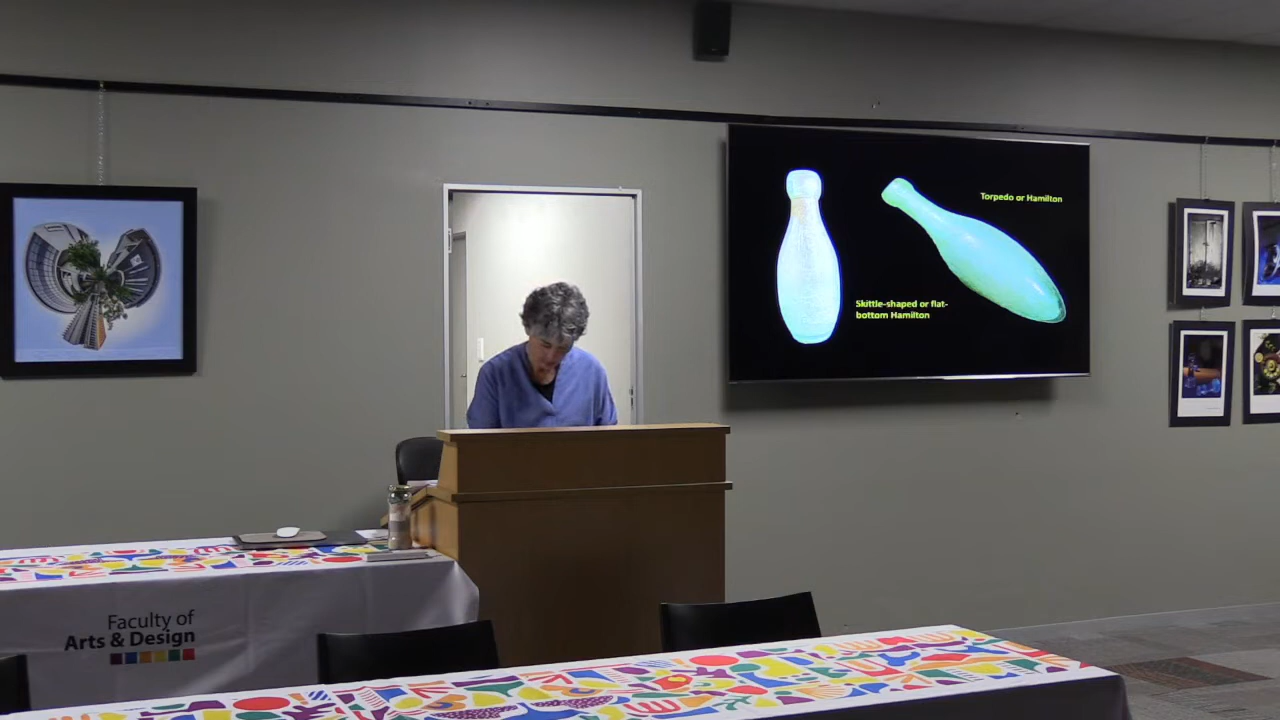 Torpedo or Hamilton
Skittle-shaped or flat-
bottom Hamilton
Faculty of
Arts & Design